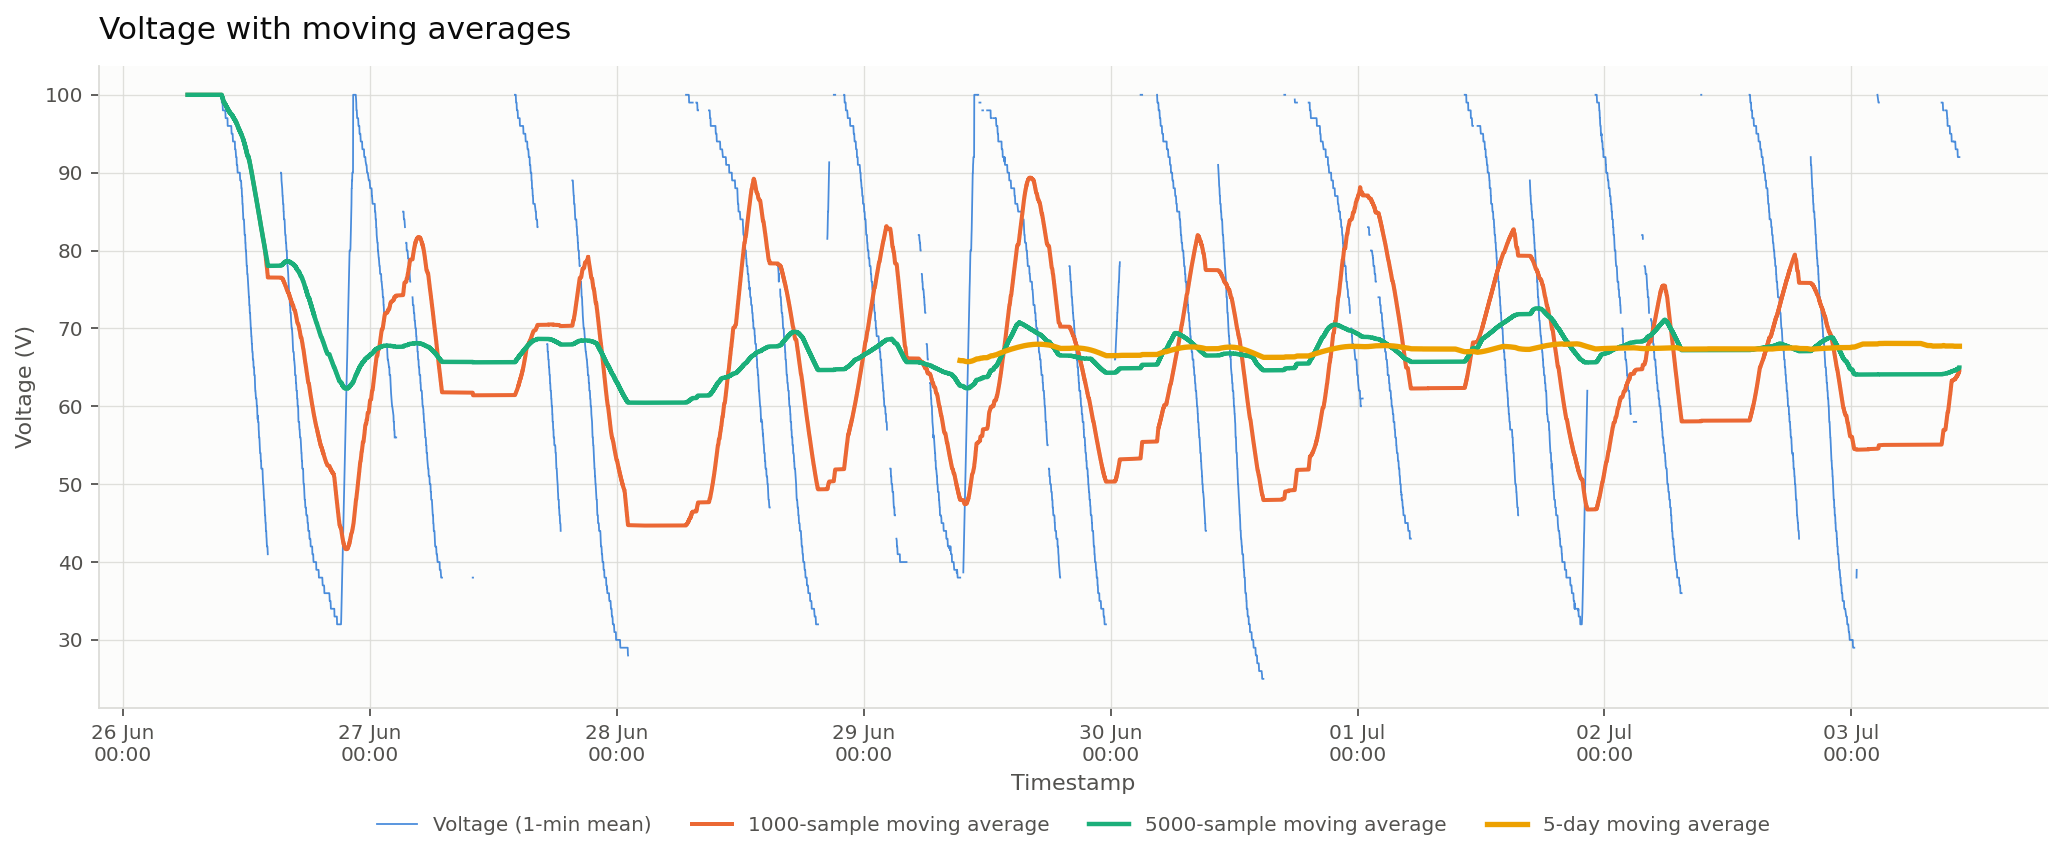 Voltage with moving averages
Voltage (V)
100
90
80
70
60
50
40
30
26 Jun
00:00
27 Jun
00:00
28 Jun
00:00
29 Jun
00:00
30 Jun
00:00
01 Jul
00:00
02 Jul
00:00
03 Jul
00:00
Timestamp
Voltage (1-min mean)
1000-sample moving average
5000-sample moving average
5-day moving average